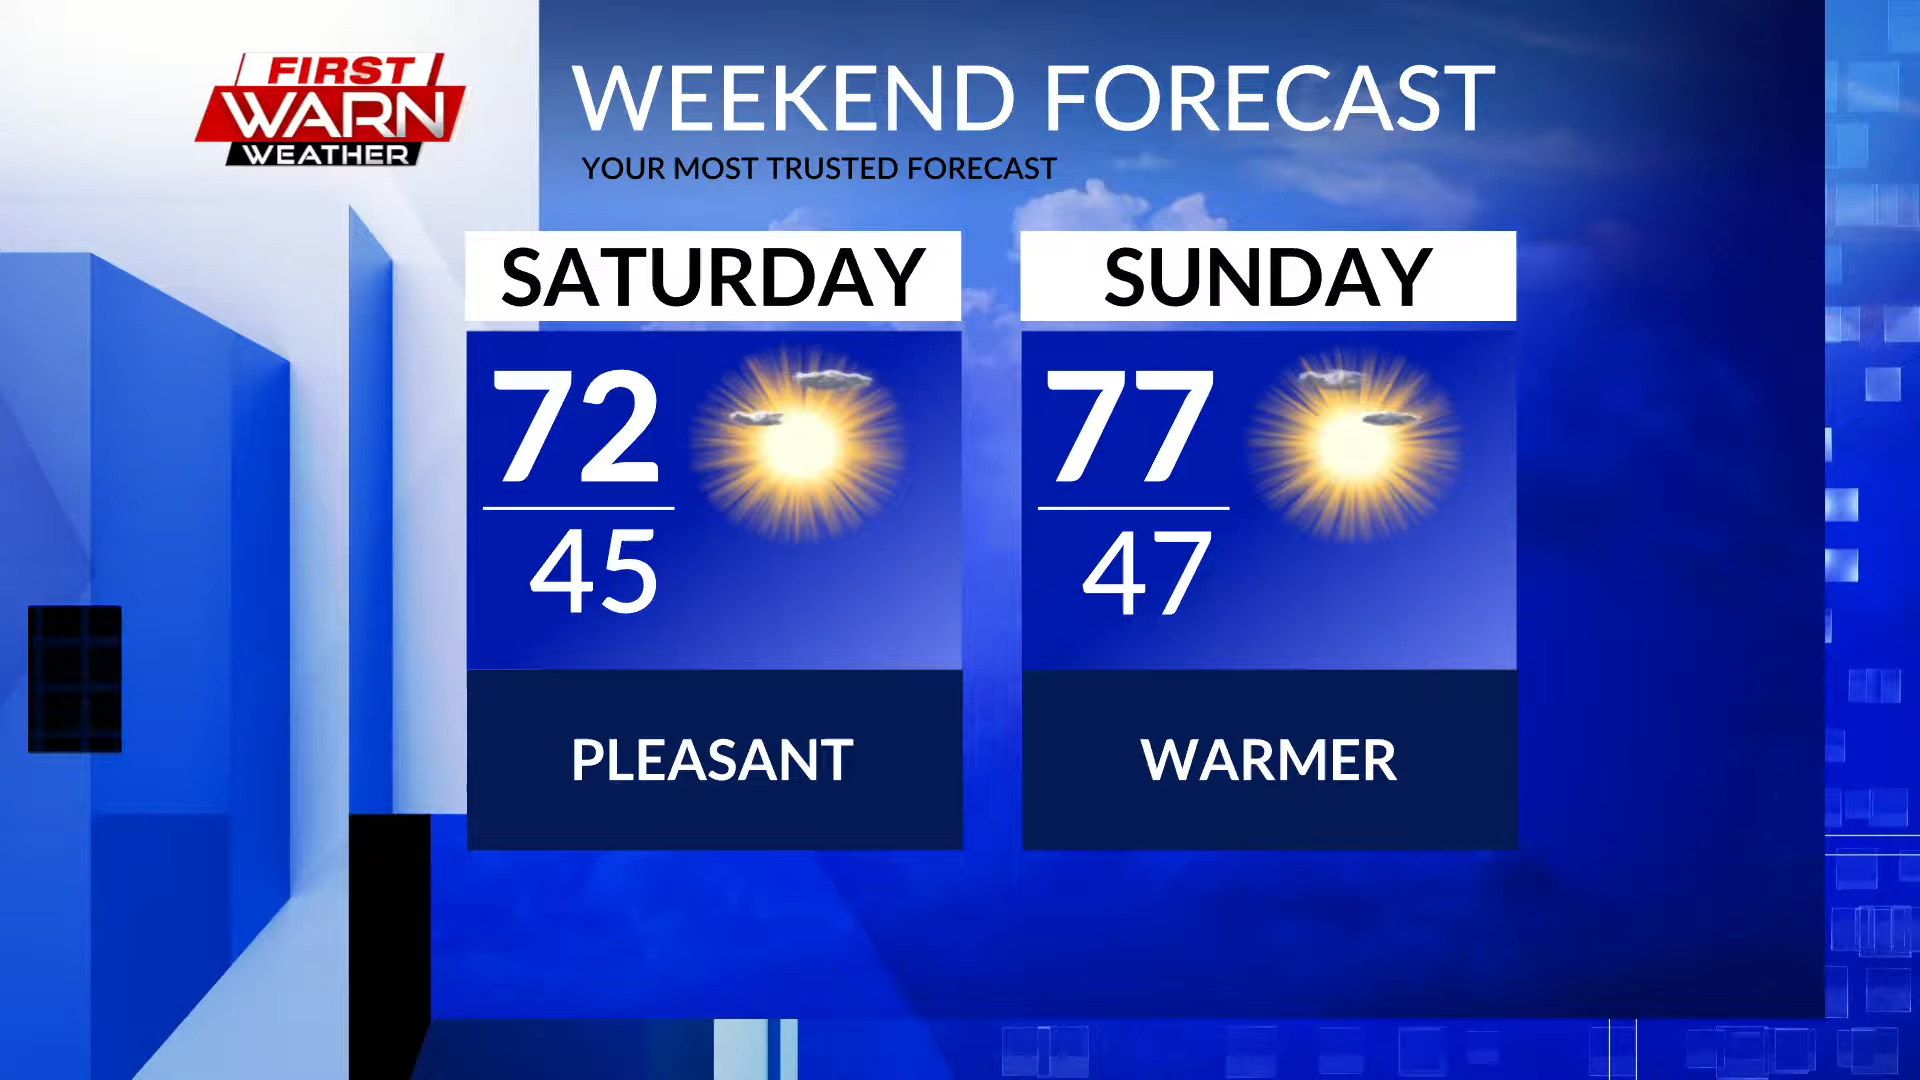 FIRST
WARN
WEATHER
WEEKEND FORECAST
YOUR MOST TRUSTED FORECAST
SATURDAY
72
45
PLEASANT
SUNDAY
77
47
WARMER